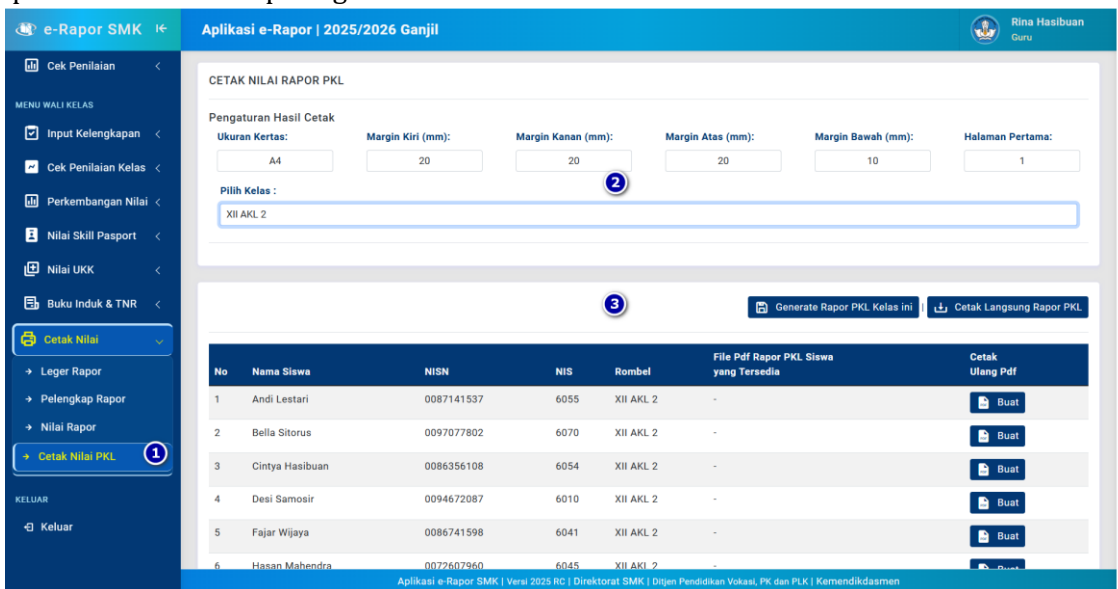 e-Rapor SMK
Aplikasi e-Rapor | 2025/2026 Ganjil
Rina Hasibuan
Guru
Cek Penilaian
MENU WALI KELAS
Input Kelengkapan
Cek Penilaian Kelas
Perkembangan Nilai
Nilai Skill Pasport
Nilai UKK
Buku Induk & TNR
Cetak Nilai
Leger Rapor
Pelengkap Rapor
Nilai Rapor
Cetak Nilai PKL 1
KELUAR
Keluar
CETAK NILAI RAPOR PKL
Pengaturan Hasil Cetak
Ukuran Kertas: Margin Kiri (mm): Margin Kanan (mm): Margin Atas (mm): Margin Bawah (mm): Halaman Pertama:
A4 20 20 20 10 1
2
Pilih Kelas :
XII AKL 2
3
Generate Rapor PKL Kelas ini | Cetak Langsung Rapor PKL
No Nama Siswa NISN NIS Rombel File Pdf Rapor PKL Siswa yang Tersedia Cetak Ulang Pdf
1 Andi Lestari 0087141537 6055 XII AKL 2 - Buat
2 Bella Sitorus 0097077802 6070 XII AKL 2 - Buat
3 Cintya Hasibuan 0086356108 6054 XII AKL 2 - Buat
4 Desi Samosir 0094672087 6010 XII AKL 2 - Buat
5 Fajar Wijaya 0086741598 6041 XII AKL 2 - Buat
6 Hasan Mahendra 0072607960 6045 XII AKL 2 - Buat
Aplikasi e-Rapor SMK | Versi 2025 RC | Direktorat SMK | Ditjen Pendidikan Vokasi, PK dan PLK | Kemendikdasmen